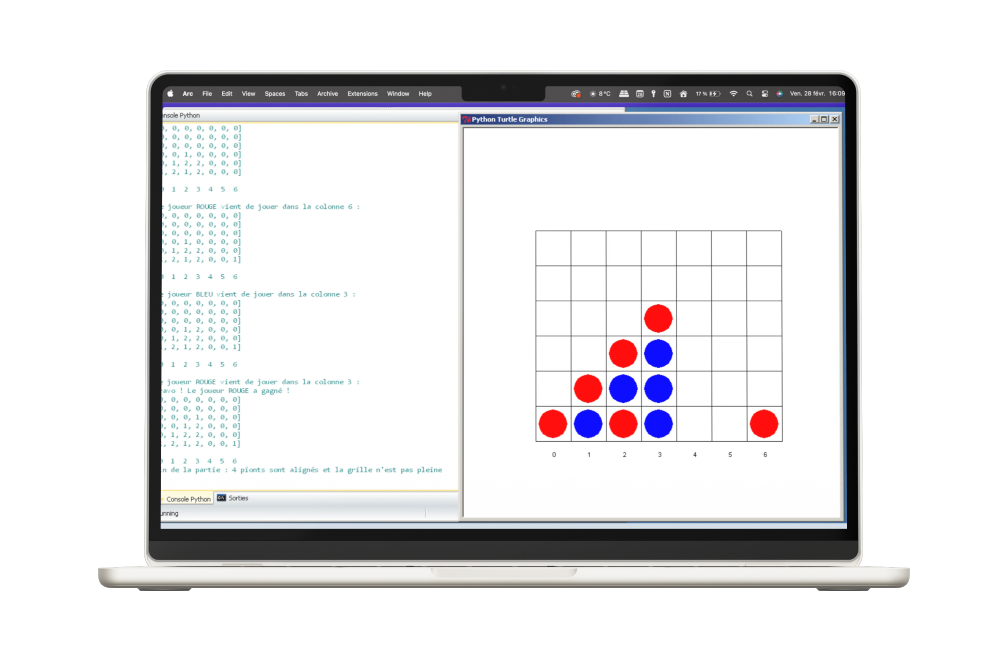 Arc File Edit View Spaces Tabs Archive Extensions Window Help 8°C 17 % Ven. 28 févr. 16:09
Console Python
0, 0, 0, 0, 0, 0]
0, 0, 0, 0, 0, 0]
0, 0, 0, 0, 0, 0]
0, 1, 0, 0, 0, 0]
1, 2, 2, 0, 0, 0]
2, 1, 2, 0, 0, 0]
1 2 3 4 5 6
joueur ROUGE vient de jouer dans la colonne 6 :
0, 0, 0, 0, 0, 0]
0, 0, 0, 0, 0, 0]
0, 0, 0, 0, 0, 0]
0, 1, 0, 0, 0, 0]
1, 2, 2, 0, 0, 0]
2, 1, 2, 0, 0, 1]
1 2 3 4 5 6
joueur BLEU vient de jouer dans la colonne 3 :
0, 0, 0, 0, 0, 0]
0, 0, 0, 0, 0, 0]
0, 0, 0, 0, 0, 0]
0, 1, 2, 0, 0, 0]
1, 2, 2, 0, 0, 0]
2, 1, 2, 0, 0, 1]
1 2 3 4 5 6
joueur ROUGE vient de jouer dans la colonne 3 :
avo ! Le joueur ROUGE a gagné !
0, 0, 0, 0, 0, 0]
0, 0, 0, 0, 0, 0]
0, 0, 1, 0, 0, 0]
0, 1, 2, 0, 0, 0]
1, 2, 2, 0, 0, 0]
2, 1, 2, 0, 0, 1]
1 2 3 4 5 6
in de la partie : 4 pionts sont alignés et la grille n'est pas pleine
Console Python Sorties
unning
Python Turtle Graphics
0 1 2 3 4 5 6